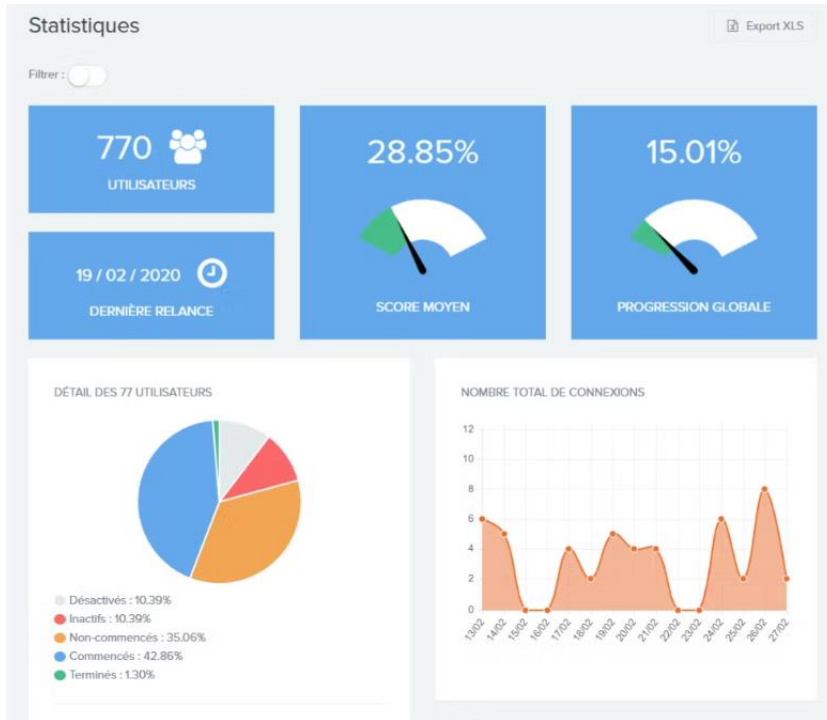 Statistiques
Export XLS
Filtrer :
770
UTILISATEURS
19 / 02 / 2020
DERNIÈRE RELANCE
28.85%
SCORE MOYEN
15.01%
PROGRESSION GLOBALE
DÉTAIL DES 77 UTILISATEURS
Désactivés : 10.39%
Inactifs : 10.39%
Non-commencés : 35.06%
Commencés : 42.86%
Terminés : 1.30%
NOMBRE TOTAL DE CONNEXIONS
12
10
8
6
4
2
0
13/02 14/02 15/02 16/02 17/02 18/02 19/02 20/02 21/02 22/02 23/02 24/02 25/02 26/02 27/02